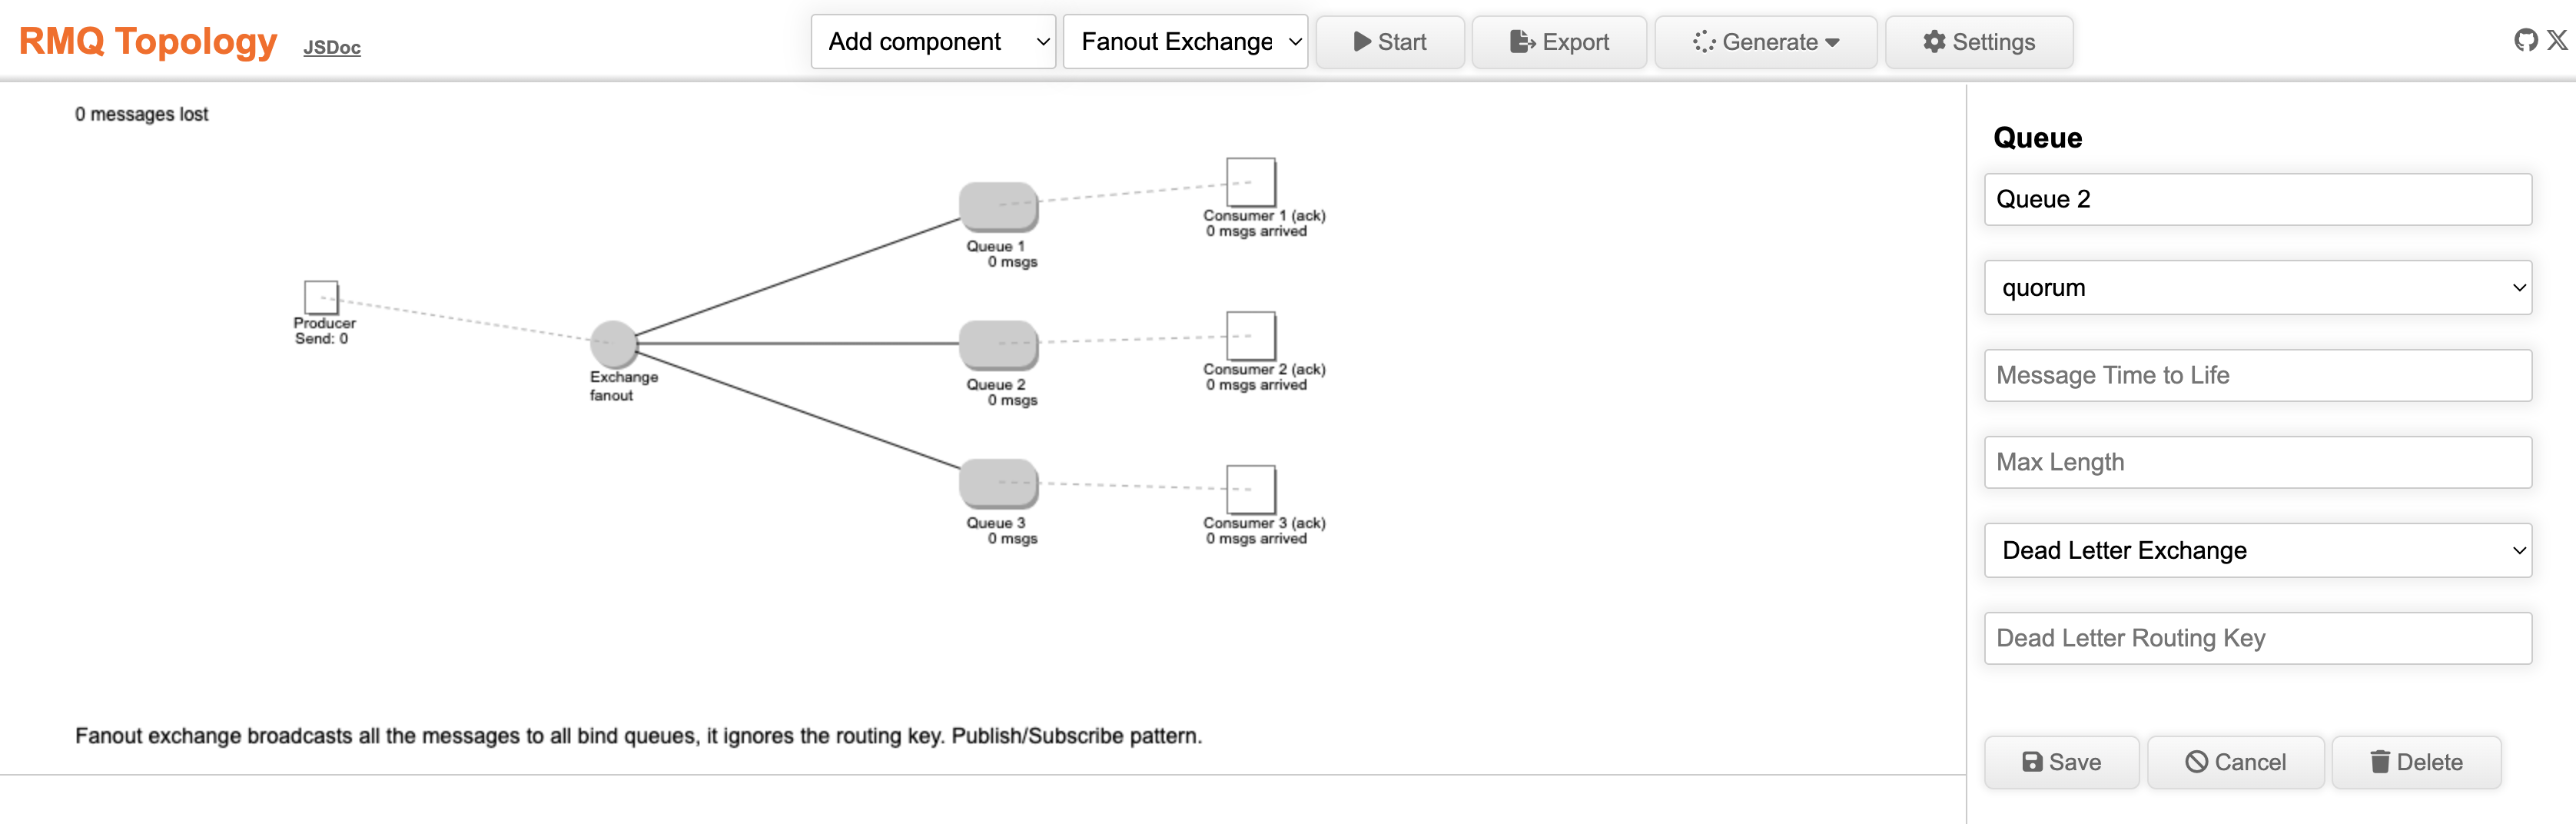 RMQ Topology
JSDoc
Add component
Fanout Exchange
Start
Export
Generate
Settings
0 messages lost
Producer
Send: 0
Exchange
fanout
Queue 1
0 msgs
Queue 2
0 msgs
Queue 3
0 msgs
Consumer 1 (ack)
0 msgs arrived
Consumer 2 (ack)
0 msgs arrived
Consumer 3 (ack)
0 msgs arrived
Fanout exchange broadcasts all the messages to all bind queues, it ignores the routing key. Publish/Subscribe pattern.
Queue
Queue 2
quorum
Message Time to Life
Max Length
Dead Letter Exchange
Dead Letter Routing Key
Save
Cancel
Delete